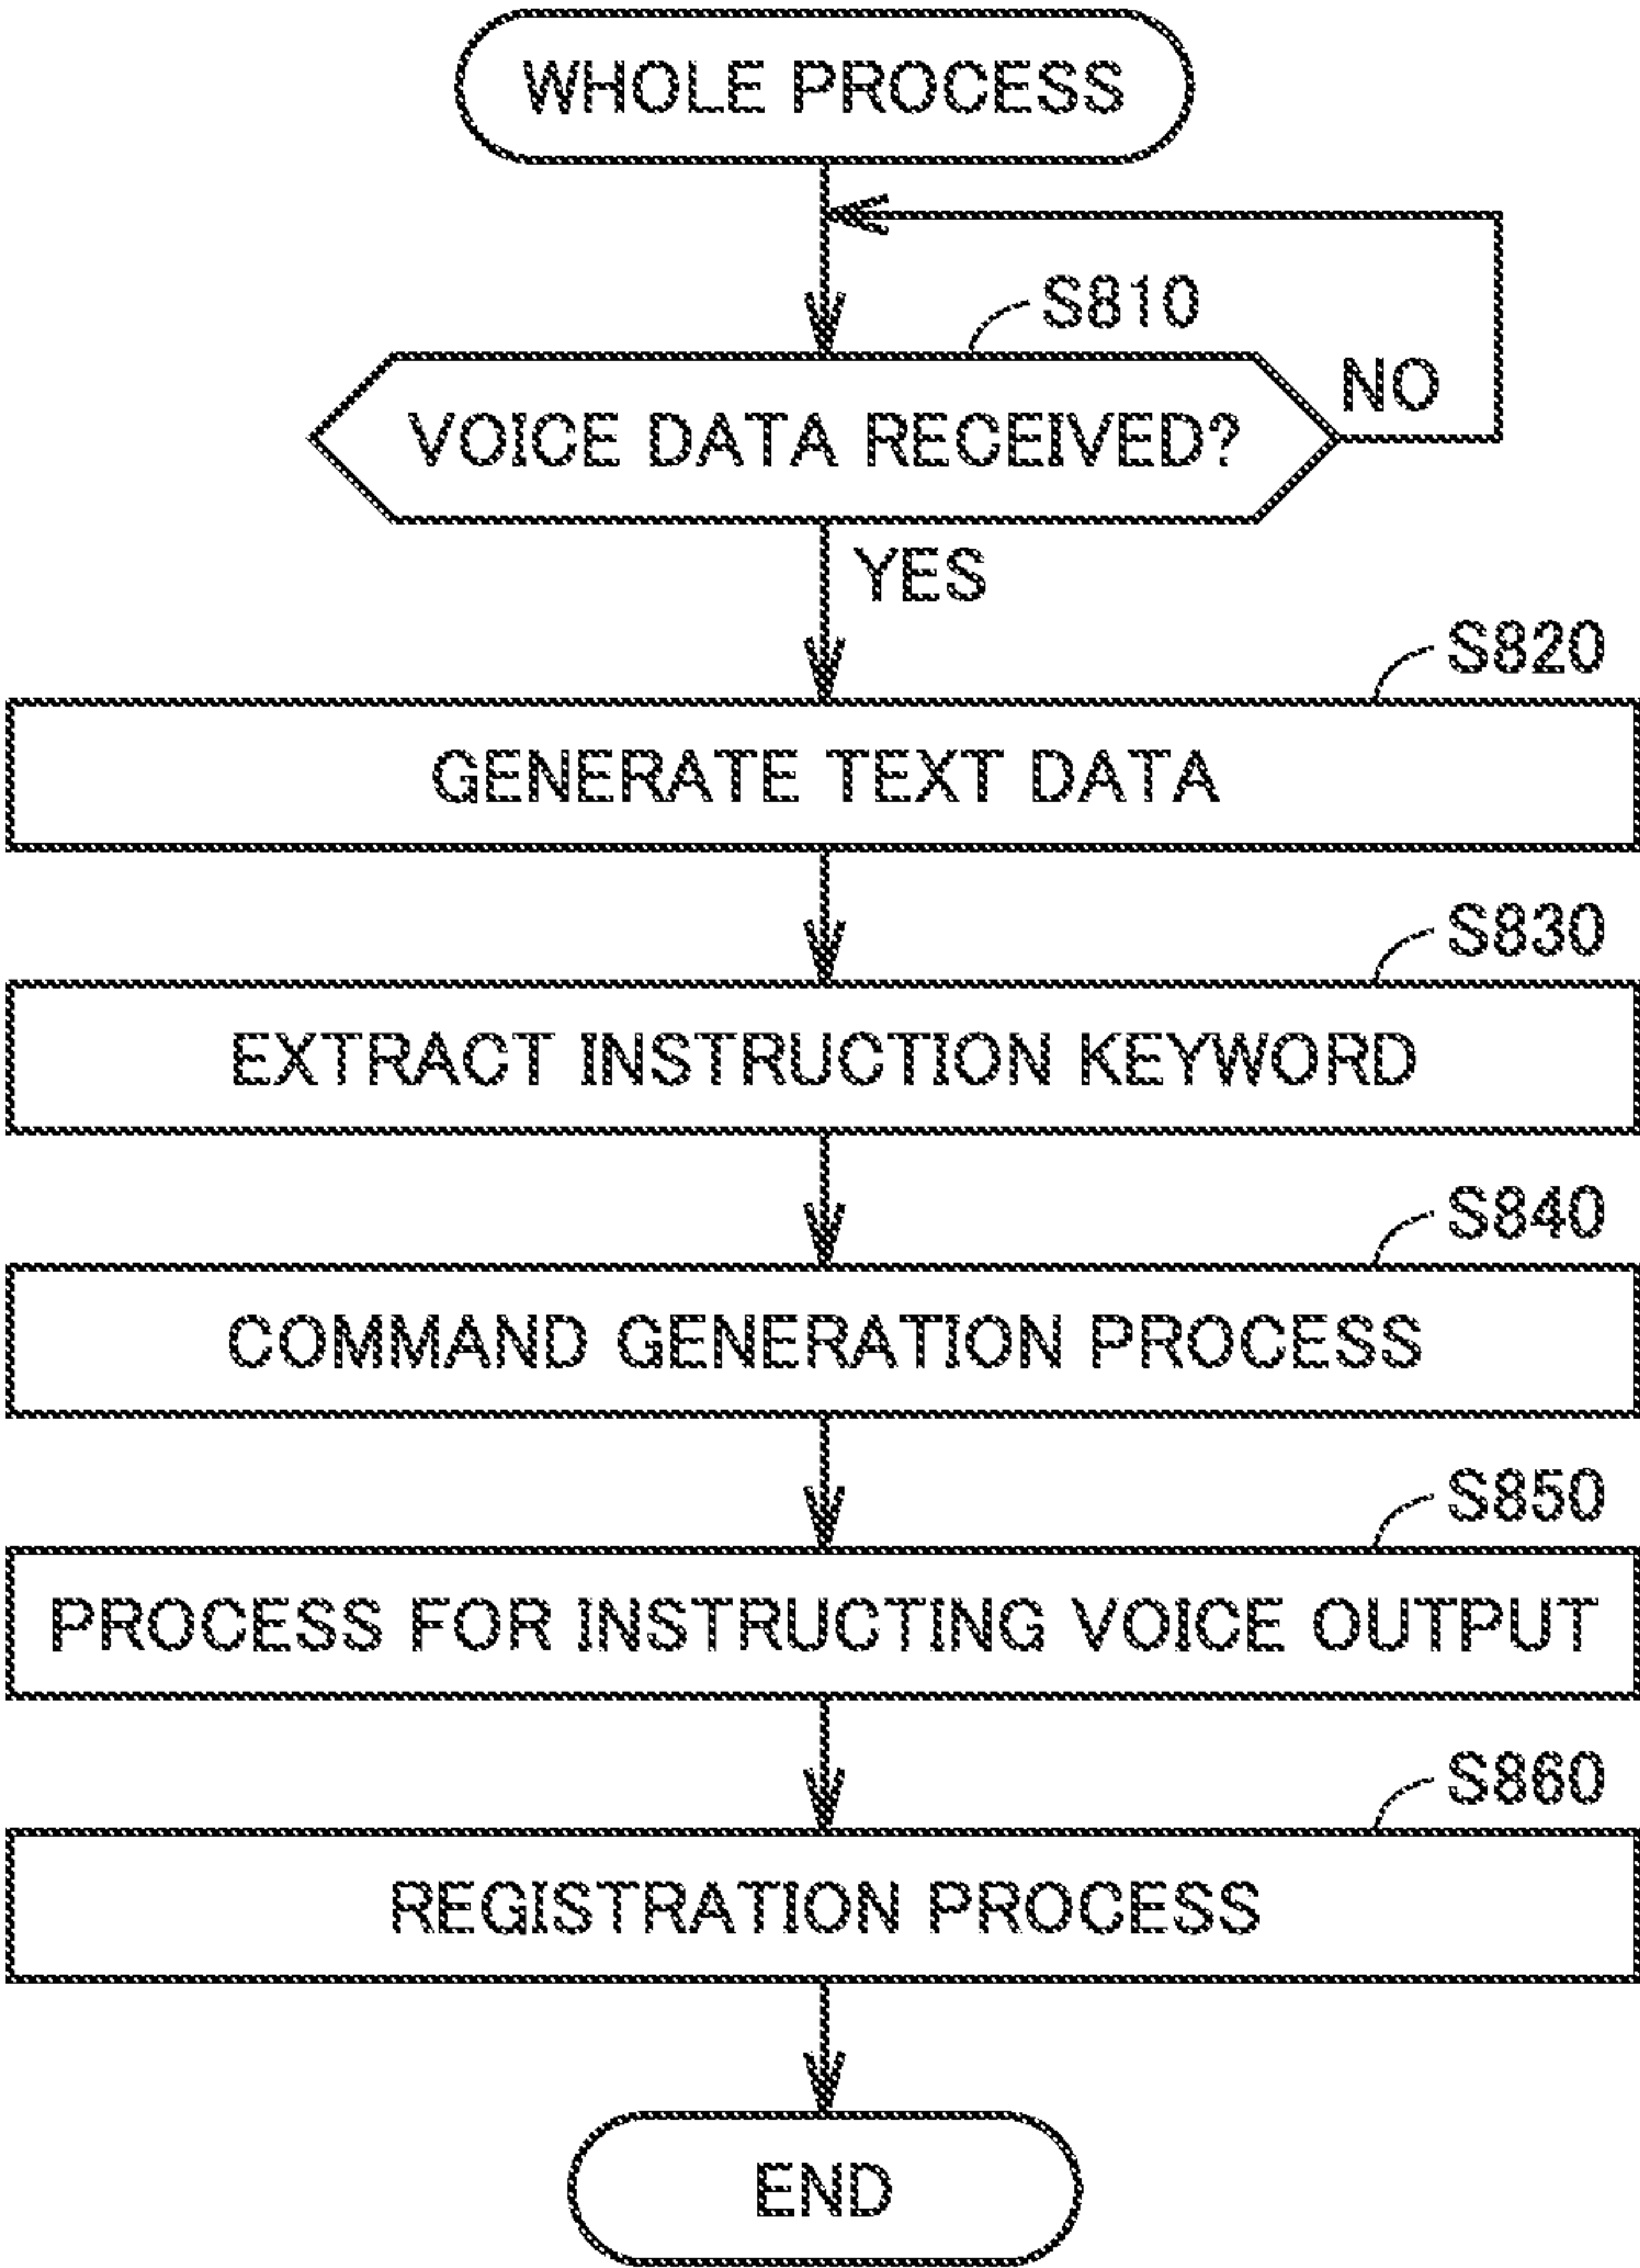 WHOLE PROCESS
S810
VOICE DATA RECEIVED?
NO
YES
S820
GENERATE TEXT DATA
S830
EXTRACT INSTRUCTION KEYWORD
S840
COMMAND GENERATION PROCESS
S850
PROCESS FOR INSTRUCTING VOICE OUTPUT
S860
REGISTRATION PROCESS
END